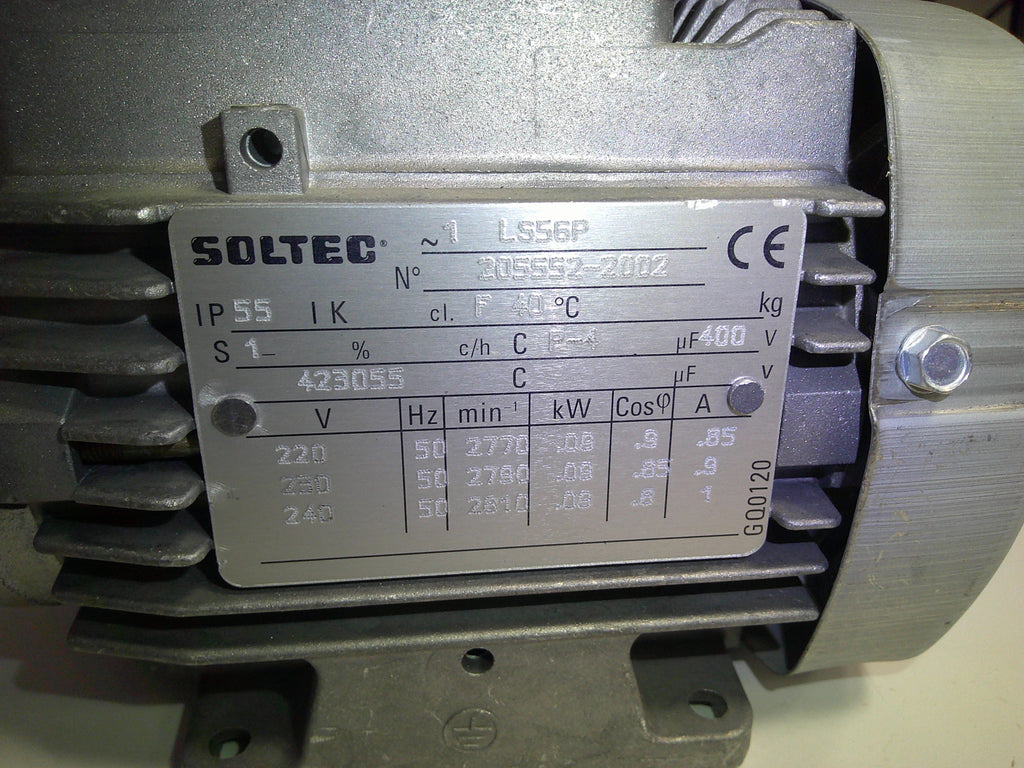 SOLTEC ~ 1 LS56P CE
N° 205552-2002
IP 55 IK cl. F 40 °C kg
S 1 % c/h C P-4 µF 400 V
423055 C µF V
V Hz min⁻¹ kW Cosφ A
220 50 2770 .08 .9 .85
230 50 2780 .08 .85 .9
240 50 2810 .08 .8 1
GQ0120